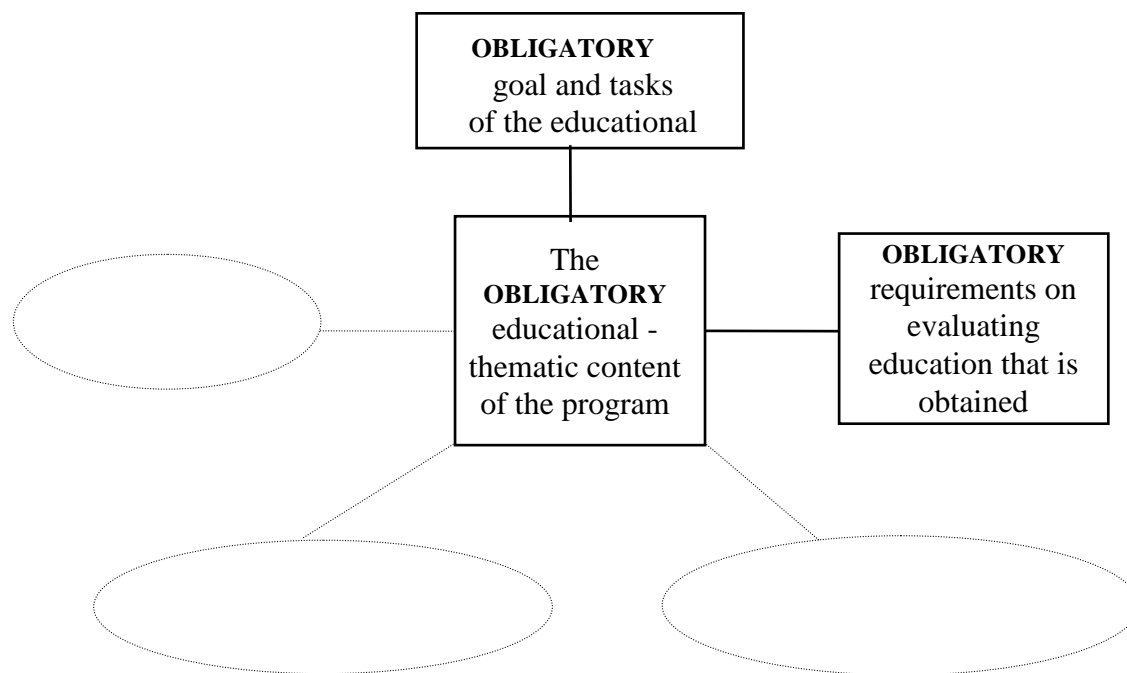 OBLIGATORY
goal and tasks
of the educational
The
OBLIGATORY
educational -
thematic content
of the program
OBLIGATORY
requirements on
evaluating
education that is
obtained